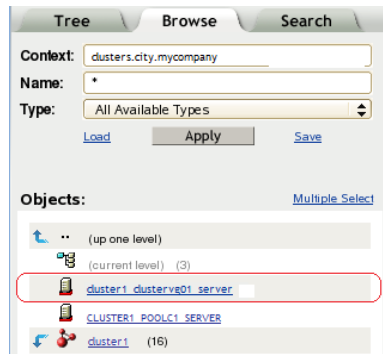 Tree Browse Search
Context: clusters.city.mycompany
Name: *
Type: All Available Types
Load Apply Save
Objects: Multiple Select
.. (up one level)
(current level) (3)
cluster1_clustervg01_server
CLUSTER1_POOLC1_SERVER
cluster1 (16)